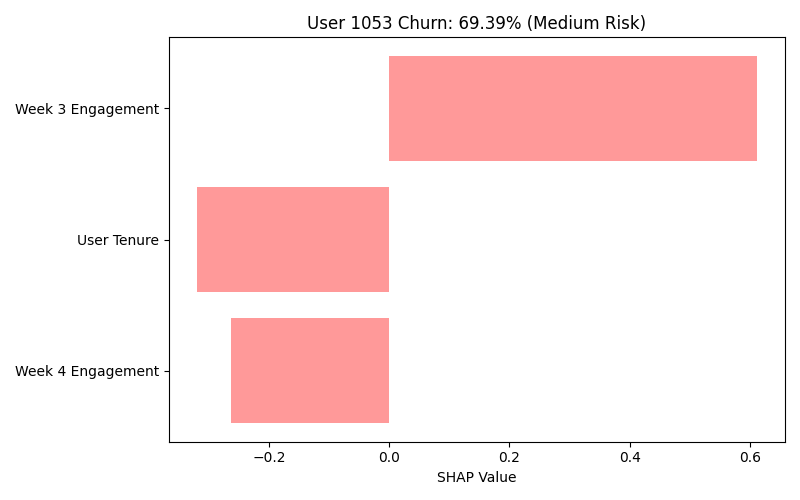 User 1053 Churn: 69.39% (Medium Risk)
Week 3 Engagement
User Tenure
Week 4 Engagement
−0.2 0.0 0.2 0.4 0.6
SHAP Value